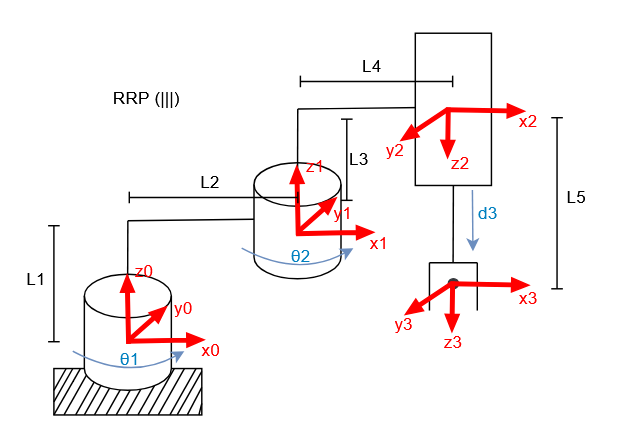 L4
RRP (|||)
x2
y2
z2
L3
z1
L2
y1
L5
d3
x1
θ2
L1
z0
y0
x3
y3
z3
x0
θ1